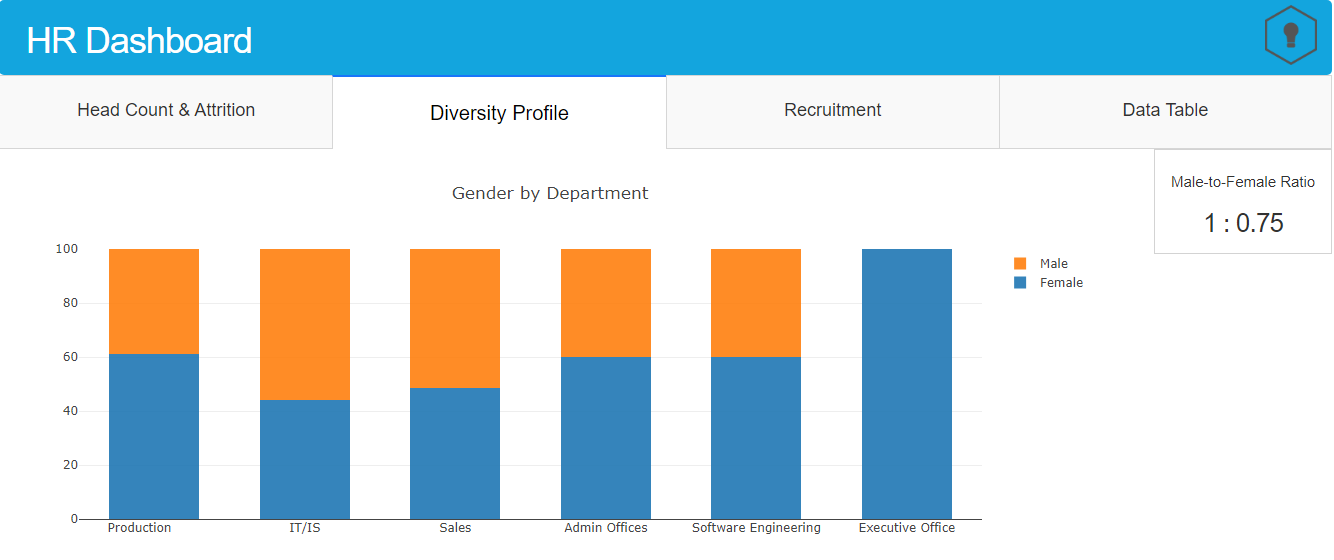 HR Dashboard
Head Count & Attrition
Diversity Profile
Recruitment
Data Table
Male-to-Female Ratio
1 : 0.75
Gender by Department
100
80
60
40
20
0
Production
IT/IS
Sales
Admin Offices
Software Engineering
Executive Office
Male
Female